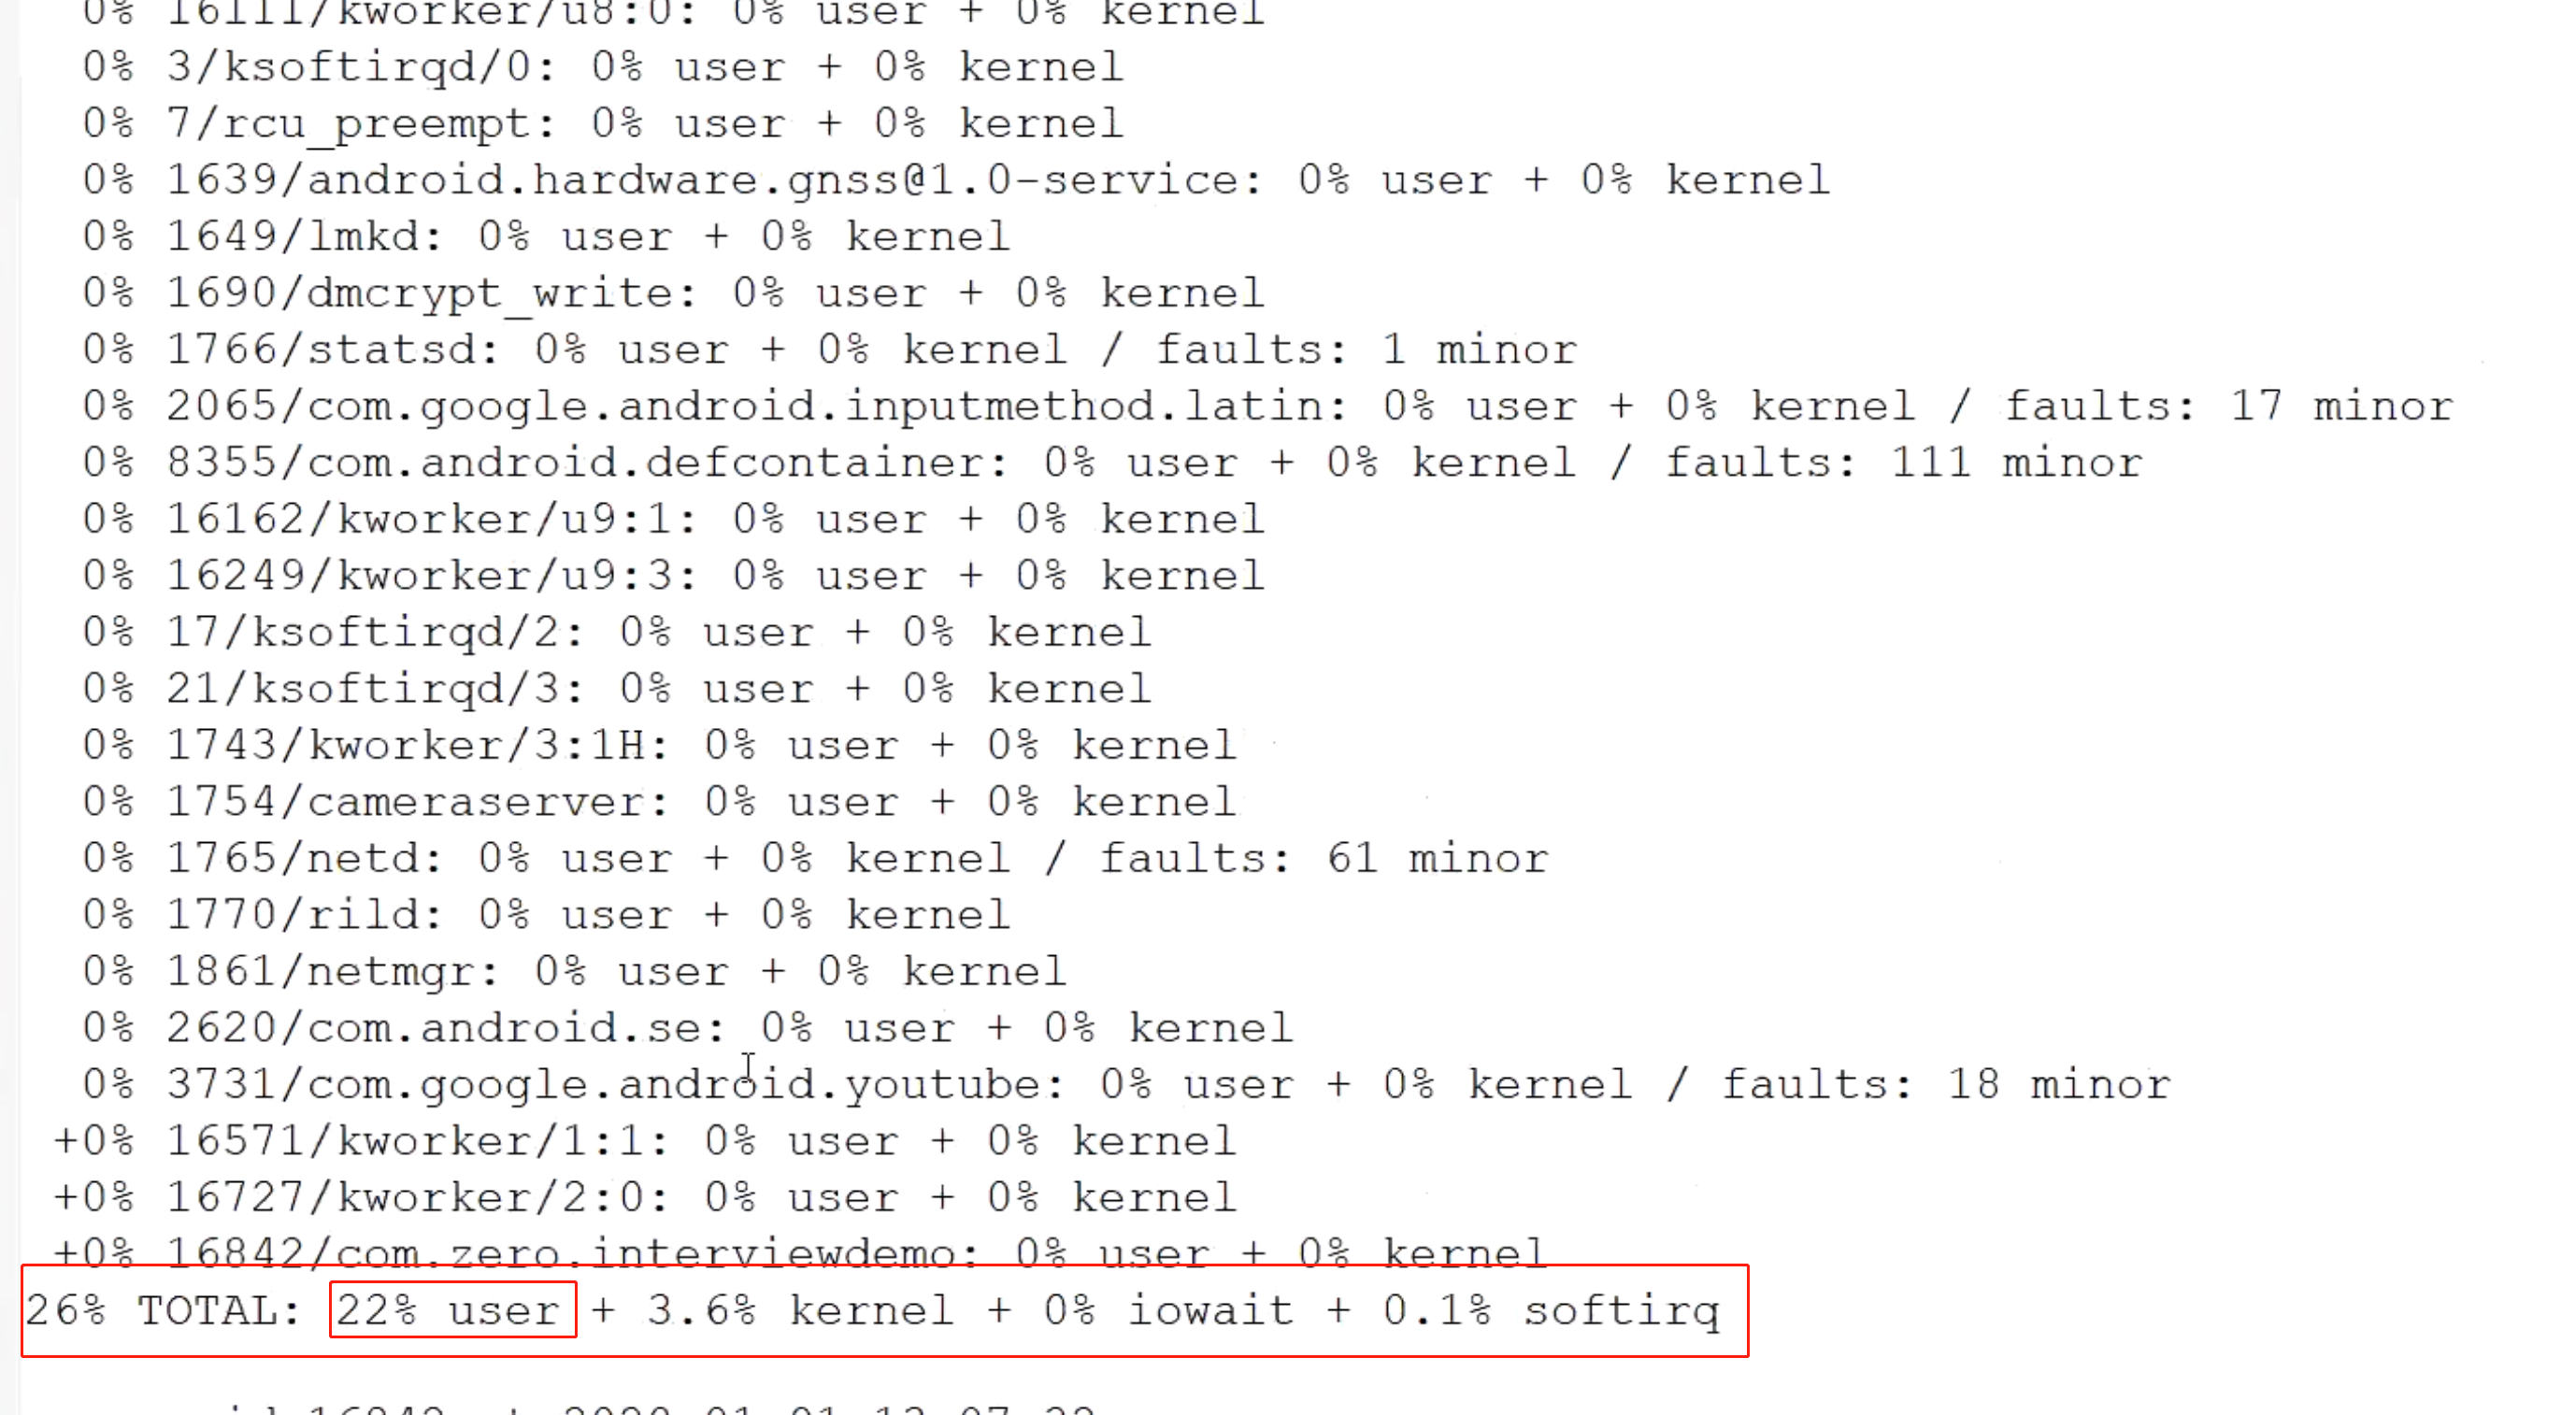 0% 16111/kworker/u8:0: 0% user + 0% kernel
0% 3/ksoftirqd/0: 0% user + 0% kernel
0% 7/rcu_preempt: 0% user + 0% kernel
0% 1639/android.hardware.gnss@1.0-service: 0% user + 0% kernel
0% 1649/lmkd: 0% user + 0% kernel
0% 1690/dmcrypt_write: 0% user + 0% kernel
0% 1766/statsd: 0% user + 0% kernel / faults: 1 minor
0% 2065/com.google.android.inputmethod.latin: 0% user + 0% kernel / faults: 17 minor
0% 8355/com.android.defcontainer: 0% user + 0% kernel / faults: 111 minor
0% 16162/kworker/u9:1: 0% user + 0% kernel
0% 16249/kworker/u9:3: 0% user + 0% kernel
0% 17/ksoftirqd/2: 0% user + 0% kernel
0% 21/ksoftirqd/3: 0% user + 0% kernel
0% 1743/kworker/3:1H: 0% user + 0% kernel
0% 1754/cameraserver: 0% user + 0% kernel
0% 1765/netd: 0% user + 0% kernel / faults: 61 minor
0% 1770/rild: 0% user + 0% kernel
0% 1861/netmgr: 0% user + 0% kernel
0% 2620/com.android.se: 0% user + 0% kernel
0% 3731/com.google.android.youtube: 0% user + 0% kernel / faults: 18 minor
+0% 16571/kworker/1:1: 0% user + 0% kernel
+0% 16727/kworker/2:0: 0% user + 0% kernel
+0% 16842/com.zero.interviewdemo: 0% user + 0% kernel
26% TOTAL: 22% user + 3.6% kernel + 0% iowait + 0.1% softirq